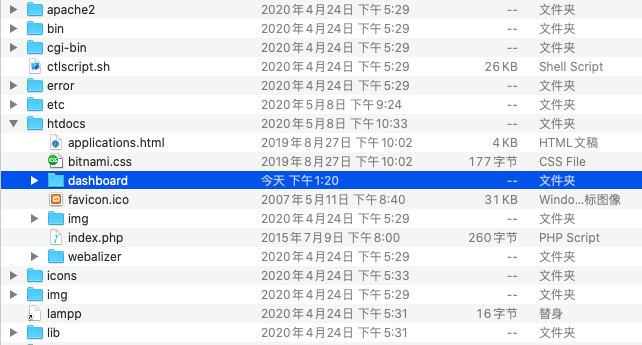 apache2 2020年4月24日 下午5:29 -- 文件夹
bin 2020年4月24日 下午5:29 -- 文件夹
cgi-bin 2020年4月24日 下午5:29 -- 文件夹
ctlscript.sh 2020年4月24日 下午5:29 26 KB Shell Script
error 2020年4月24日 下午5:29 -- 文件夹
etc 2020年5月8日 下午9:24 -- 文件夹
htdocs 2020年5月8日 下午10:33 -- 文件夹
applications.html 2019年8月27日 下午10:02 4 KB HTML文稿
bitnami.css 2019年8月27日 下午10:02 177字节 CSS File
dashboard 今天 下午1:20 -- 文件夹
favicon.ico 2007年5月11日 下午8:40 31 KB Windo...标图像
img 2020年4月24日 下午5:29 -- 文件夹
index.php 2015年7月9日 下午8:00 260字节 PHP Script
webalizer 2020年4月24日 下午5:29 -- 文件夹
icons 2020年4月24日 下午5:33 -- 文件夹
img 2020年4月24日 下午5:29 -- 文件夹
lampp 2020年4月24日 下午5:31 16字节 替身
lib 2020年4月24日 下午5:31 -- 文件夹